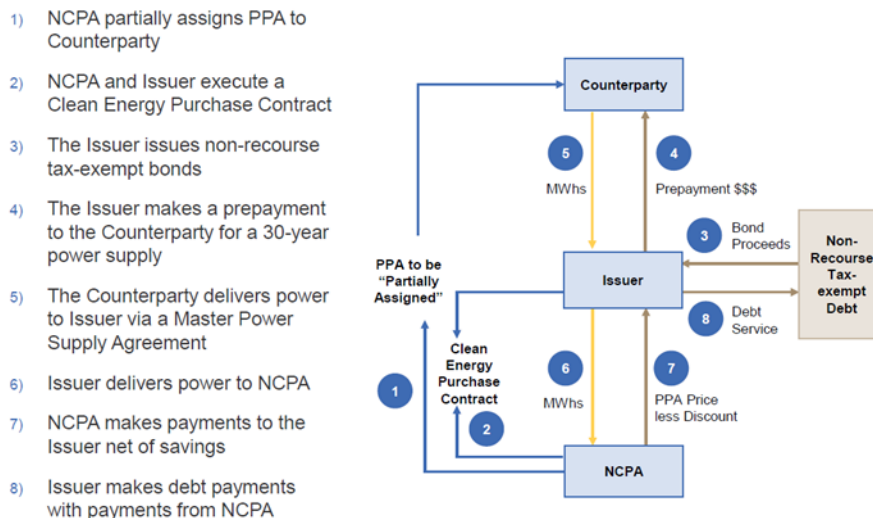 1) NCPA partially assigns PPA to
Counterparty
2) NCPA and Issuer execute a
Clean Energy Purchase Contract
3) The Issuer issues non-recourse
tax-exempt bonds
4) The Issuer makes a prepayment
to the Counterparty for a 30-year
power supply
5) The Counterparty delivers power
to Issuer via a Master Power
Supply Agreement
6) Issuer delivers power to NCPA
7) NCPA makes payments to the
Issuer net of savings
8) Issuer makes debt payments
with payments from NCPA
Counterparty
5
MWhs
4
Prepayment $$$
3
Bond
Proceeds
Non-
Recourse
Tax-
exempt
Debt
PPA to be
"Partially
Assigned"
Issuer
8
Debt
Service
Clean
Energy
Purchase
Contract
1
2
6
MWhs
7
PPA Price
less Discount
NCPA